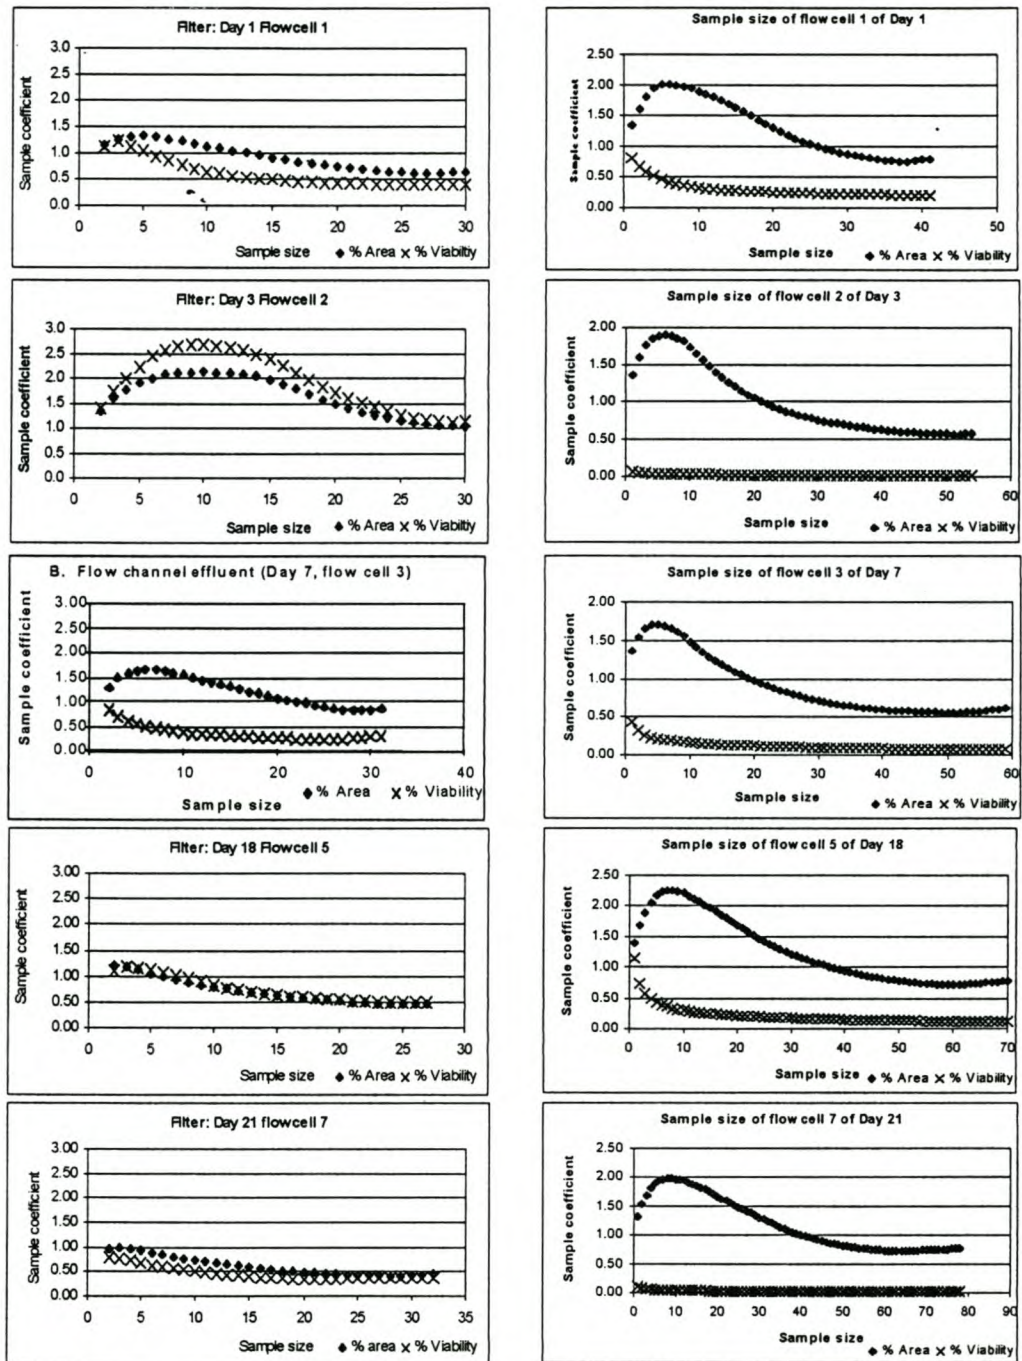 Filter: Day 1 Flowcell 1
Sample coefficient
3.0
2.5
2.0
1.5
1.0
0.5
0.0
0 5 10 15 20 25 30
Sample size ◆ % Area × % Viabiltiy
Sample size of flow cell 1 of Day 1
Sample coefficient
2.50
2.00
1.50
1.00
0.50
0.00
0 10 20 30 40 50
Sample size ◆ % Area × % Viability
Filter: Day 3 Flowcell 2
Sample coefficient
3.0
2.5
2.0
1.5
1.0
0.5
0.0
0 5 10 15 20 25 30
Sample size ◆ % Area × % Viabiltiy
Sample size of flow cell 2 of Day 3
Sample coefficient
2.00
1.50
1.00
0.50
0.00
0 10 20 30 40 50 60
Sample size ◆ % Area × % Viability
B. Flow channel effluent (Day 7, flow cell 3)
Sample coefficient
3.00
2.50
2.00
1.50
1.00
0.50
0.00
0 10 20 30 40
Sample size ◆ % Area × % Viability
Sample size of flow cell 3 of Day 7
Sample coefficient
2.00
1.50
1.00
0.50
0.00
0 10 20 30 40 50 60
Sample size ◆ % Area × % Viability
Filter: Day 18 Flowcell 5
Sample coefficient
3.00
2.50
2.00
1.50
1.00
0.50
0.00
0 5 10 15 20 25 30
Sample size ◆ % Area × % Viability
Sample size of flow cell 5 of Day 18
Sample coefficient
2.50
2.00
1.50
1.00
0.50
0.00
0 10 20 30 40 50 60 70
Sample size ◆ % Area × % Viability
Filter: Day 21 flowcell 7
Sample coefficient
3.00
2.50
2.00
1.50
1.00
0.50
0.00
0 5 10 15 20 25 30 35
Sample size ◆ % area × % Viability
Sample size of flow cell 7 of Day 21
Sample coefficient
2.50
2.00
1.50
1.00
0.50
0.00
0 10 20 30 40 50 60 70 80 90
Sample size
◆ % Area × % Viability